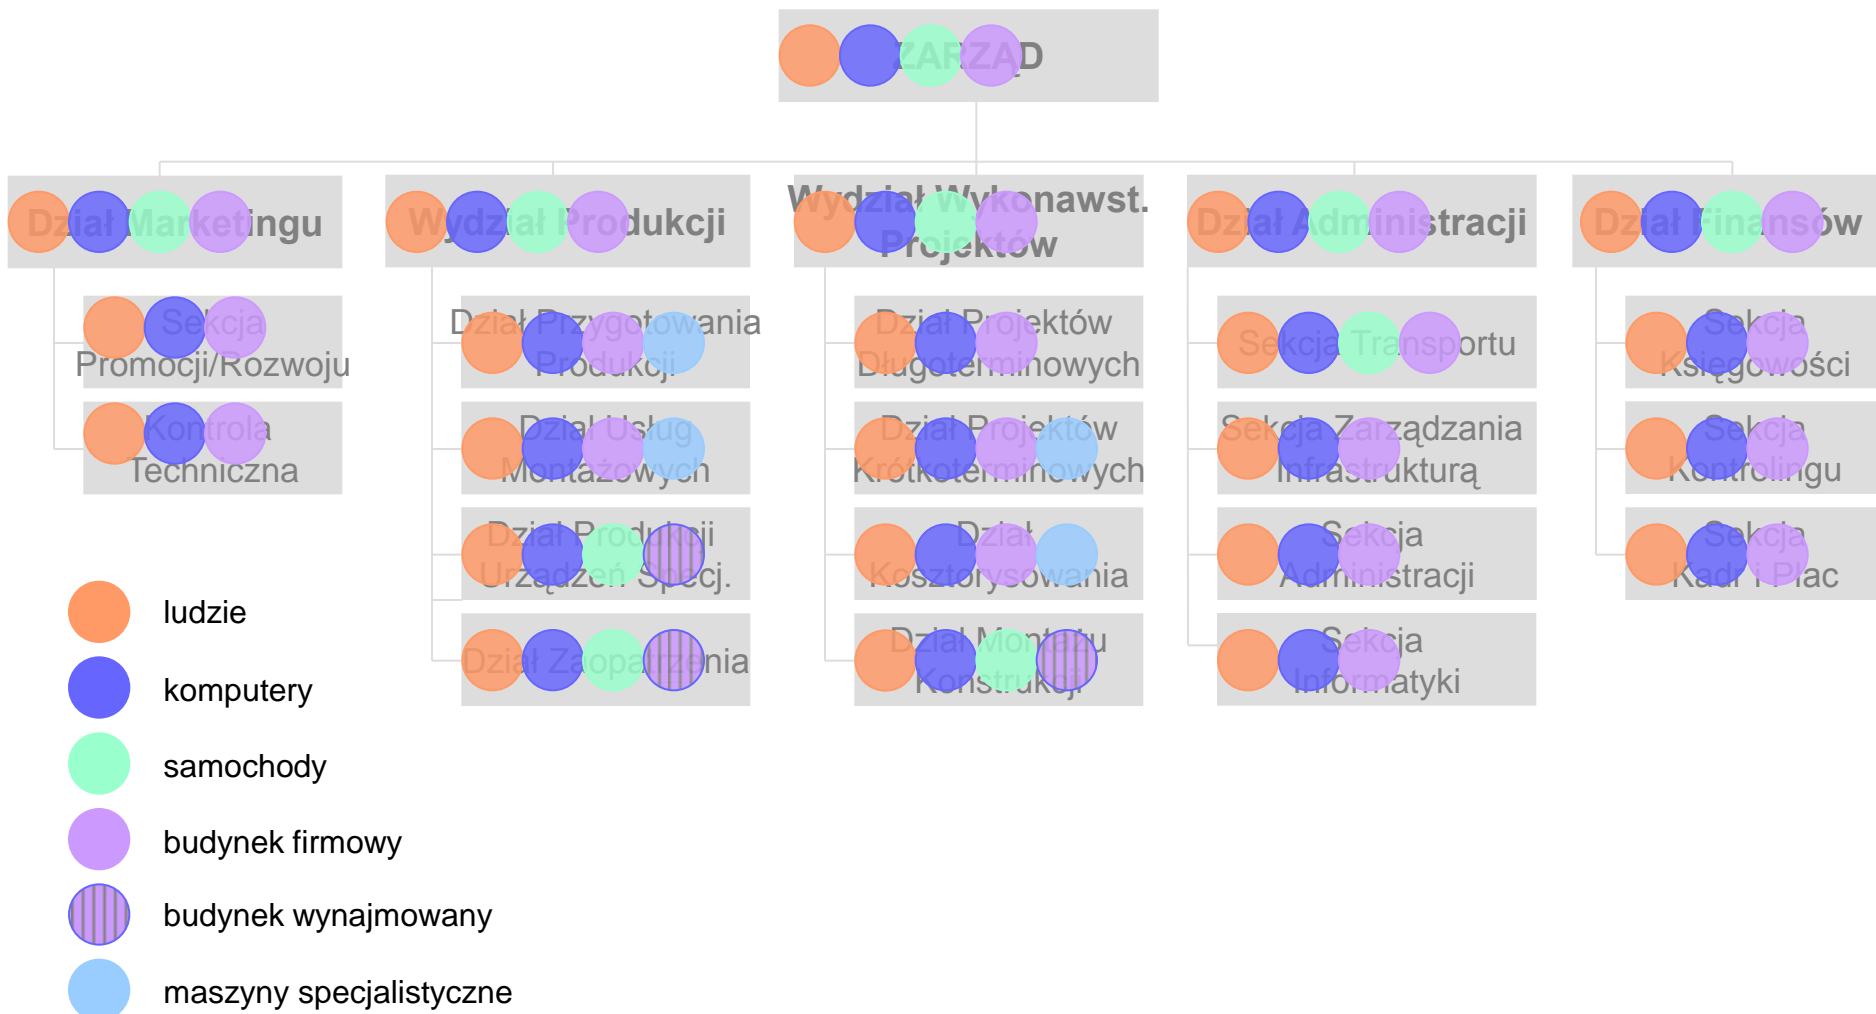 ZARZĄD
Dział Marketingu
Wydział Produkcji
Wydział Wykonawst.
Projektów
Dział Administracji
Dział Finansów
Sekcja
Promocji/Rozwoju
Kontrola
Techniczna
Dział Przygotowania
Produkcji
Dział Usług
Montażowych
Dział Produkcji
Urządzeń Specj.
Dział Zaopatrzenia
Dział Projektów
Długoterminowych
Dział Projektów
Krótkoterminowych
Dział
Kosztorysowania
Dział Montażu
Konstrukcji
Sekcja Transportu
Sekcja Zarządzania
Infrastrukturą
Sekcja
Administracji
Sekcja
Informatyki
Sekcja
Księgowości
Sekcja
Kontrolingu
Sekcja
Kadr i Płac
ludzie
komputery
samochody
budynek firmowy
budynek wynajmowany
maszyny specjalistyczne